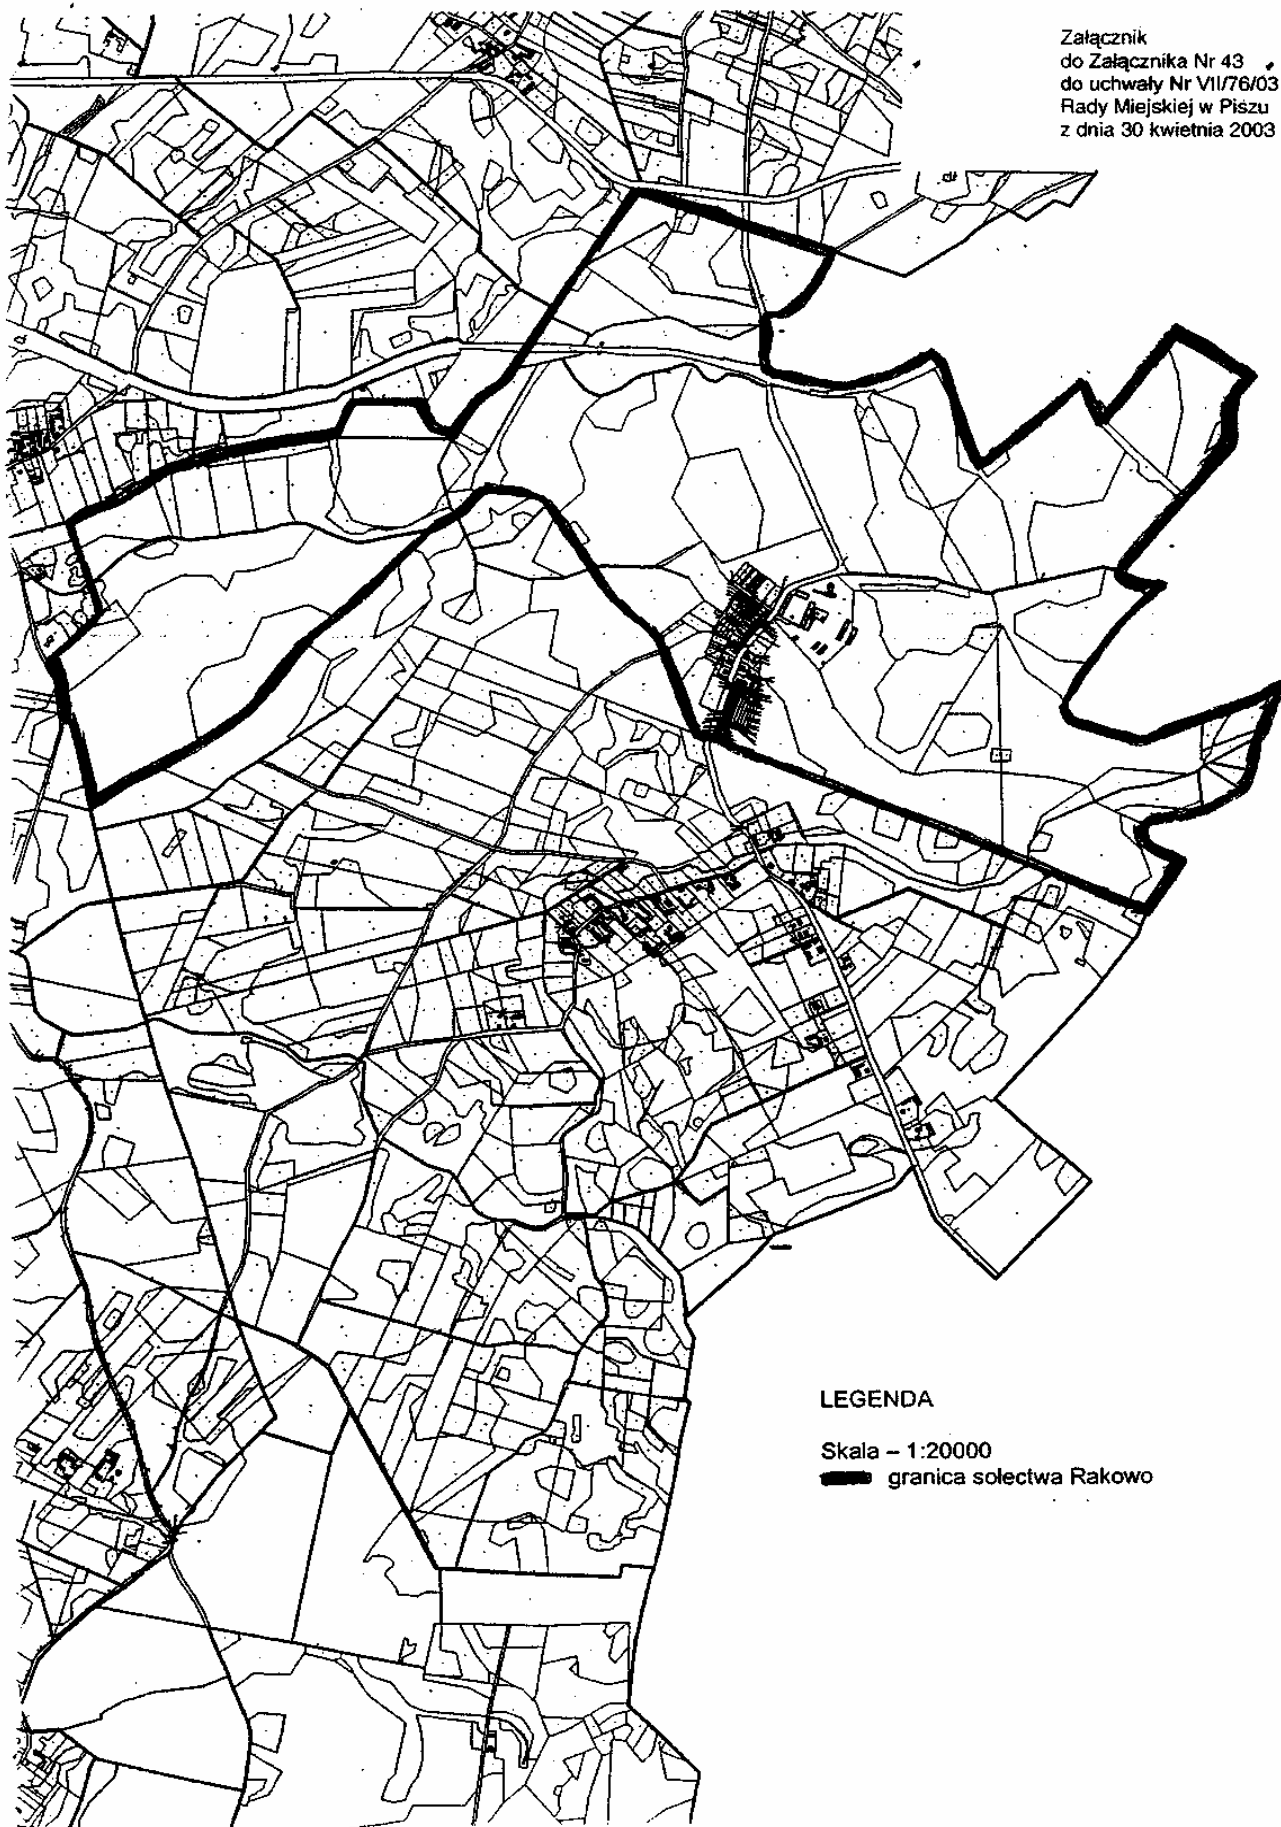 Załącznik
do Załącznika Nr 43
do uchwały Nr VII/76/03
Rady Miejskiej w Piszu
z dnia 30 kwietnia 2003
dr
LEGENDA
Skala – 1:20000
granica sołectwa Rakowo